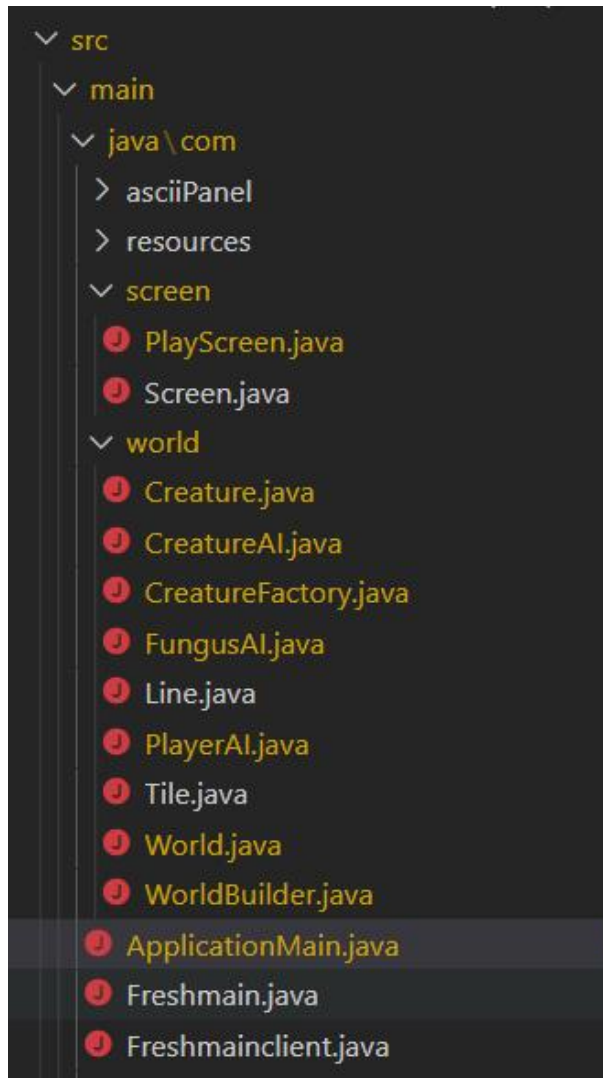 src
main
java\com
asciiPanel
resources
screen
J PlayScreen.java
J Screen.java
world
J Creature.java
J CreatureAI.java
J CreatureFactory.java
J FungusAI.java
J Line.java
J PlayerAI.java
J Tile.java
J World.java
J WorldBuilder.java
J ApplicationMain.java
J Freshmain.java
J Freshmainclient.java